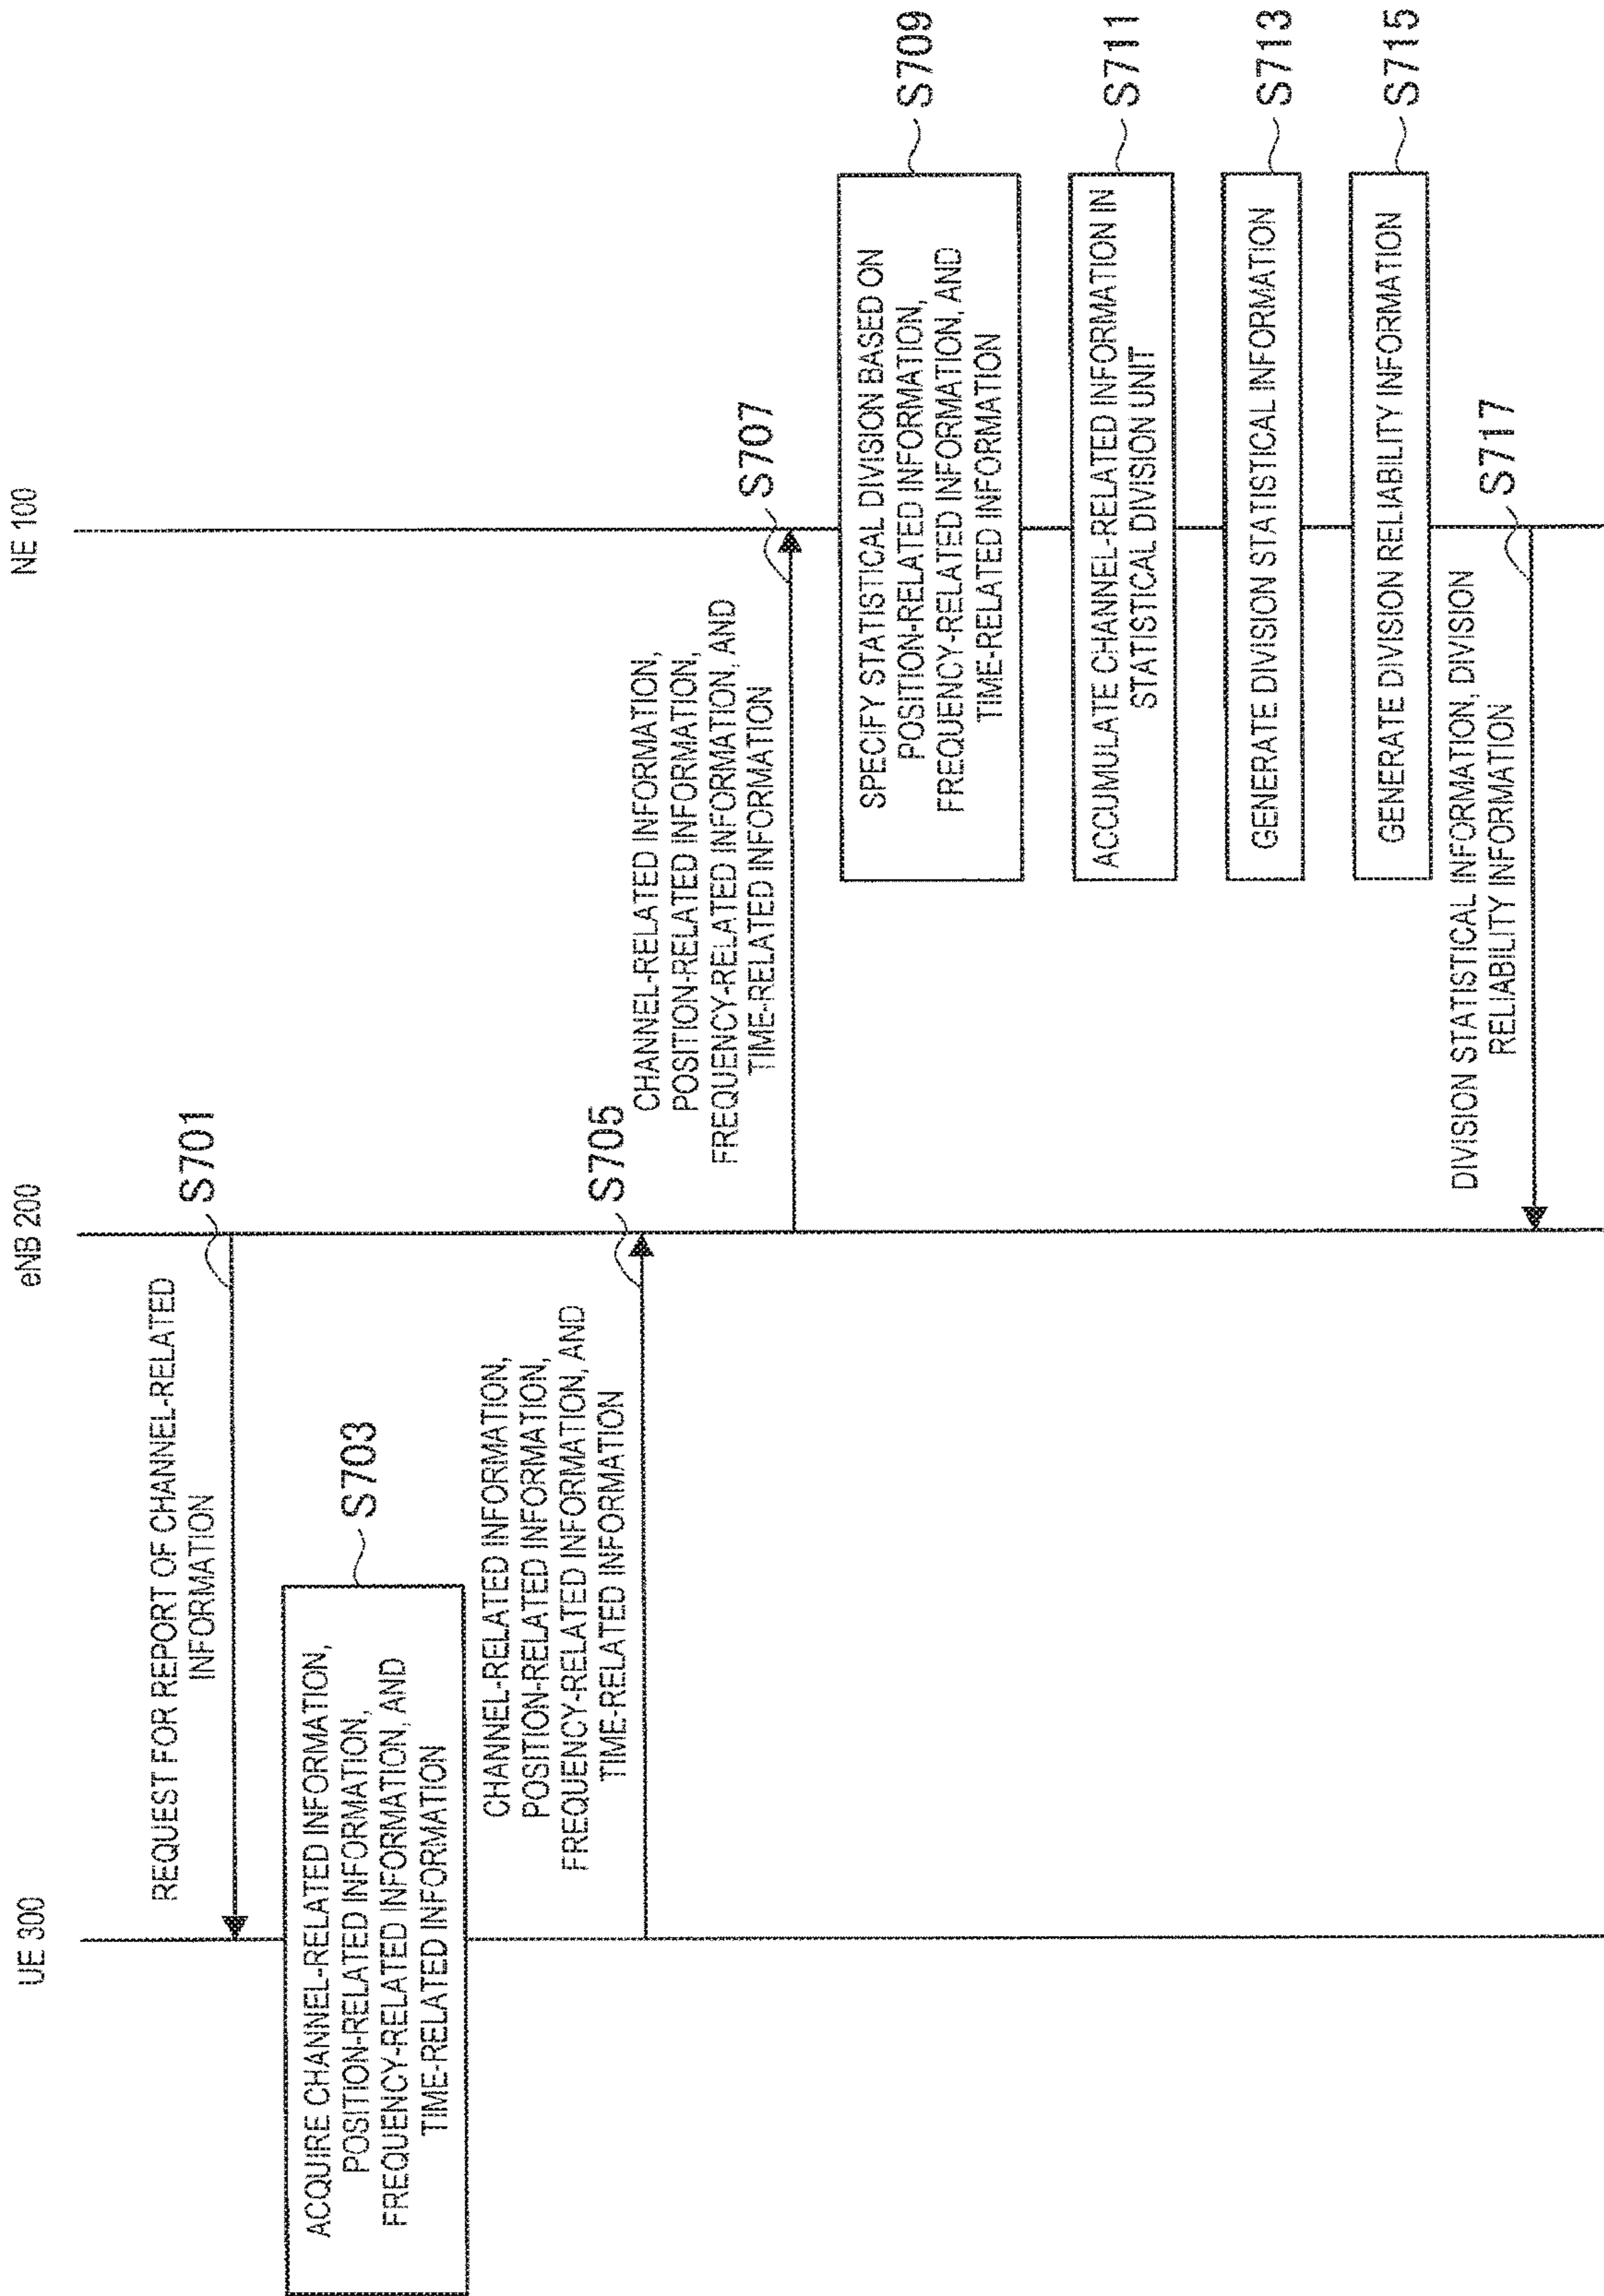 UE 300
eNB 200
NE 100
REQUEST FOR REPORT OF CHANNEL-RELATED
INFORMATION
S701
ACQUIRE CHANNEL-RELATED INFORMATION,
POSITION-RELATED INFORMATION,
FREQUENCY-RELATED INFORMATION, AND
TIME-RELATED INFORMATION
S703
CHANNEL-RELATED INFORMATION,
POSITION-RELATED INFORMATION,
FREQUENCY-RELATED INFORMATION, AND
TIME-RELATED INFORMATION
S705
CHANNEL-RELATED INFORMATION,
POSITION-RELATED INFORMATION,
FREQUENCY-RELATED INFORMATION, AND
TIME-RELATED INFORMATION
S707
SPECIFY STATISTICAL DIVISION BASED ON
POSITION-RELATED INFORMATION,
FREQUENCY-RELATED INFORMATION, AND
TIME-RELATED INFORMATION
S709
ACCUMULATE CHANNEL-RELATED INFORMATION IN
STATISTICAL DIVISION UNIT
S711
GENERATE DIVISION STATISTICAL INFORMATION
S713
GENERATE DIVISION RELIABILITY INFORMATION
S715
DIVISION STATISTICAL INFORMATION, DIVISION
RELIABILITY INFORMATION
S717